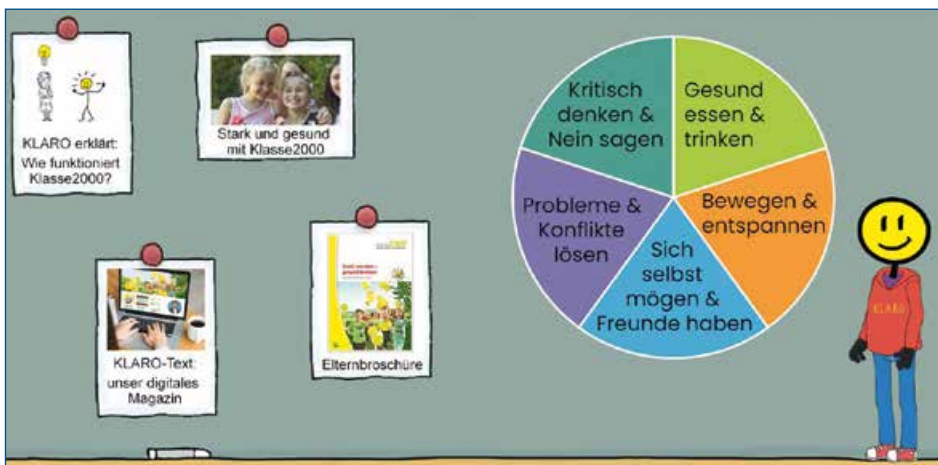 KLARO erklärt:
Wie funktioniert
Klasse2000?
Stark und gesund
mit Klasse2000
KLARO-Text:
unser digitales
Magazin
Elternbroschüre
Kritisch
denken &
Nein sagen
Gesund
essen &
trinken
Bewegen &
entspannen
Sich
selbst
mögen &
Freunde haben
Probleme &
Konflikte
lösen
KLARO